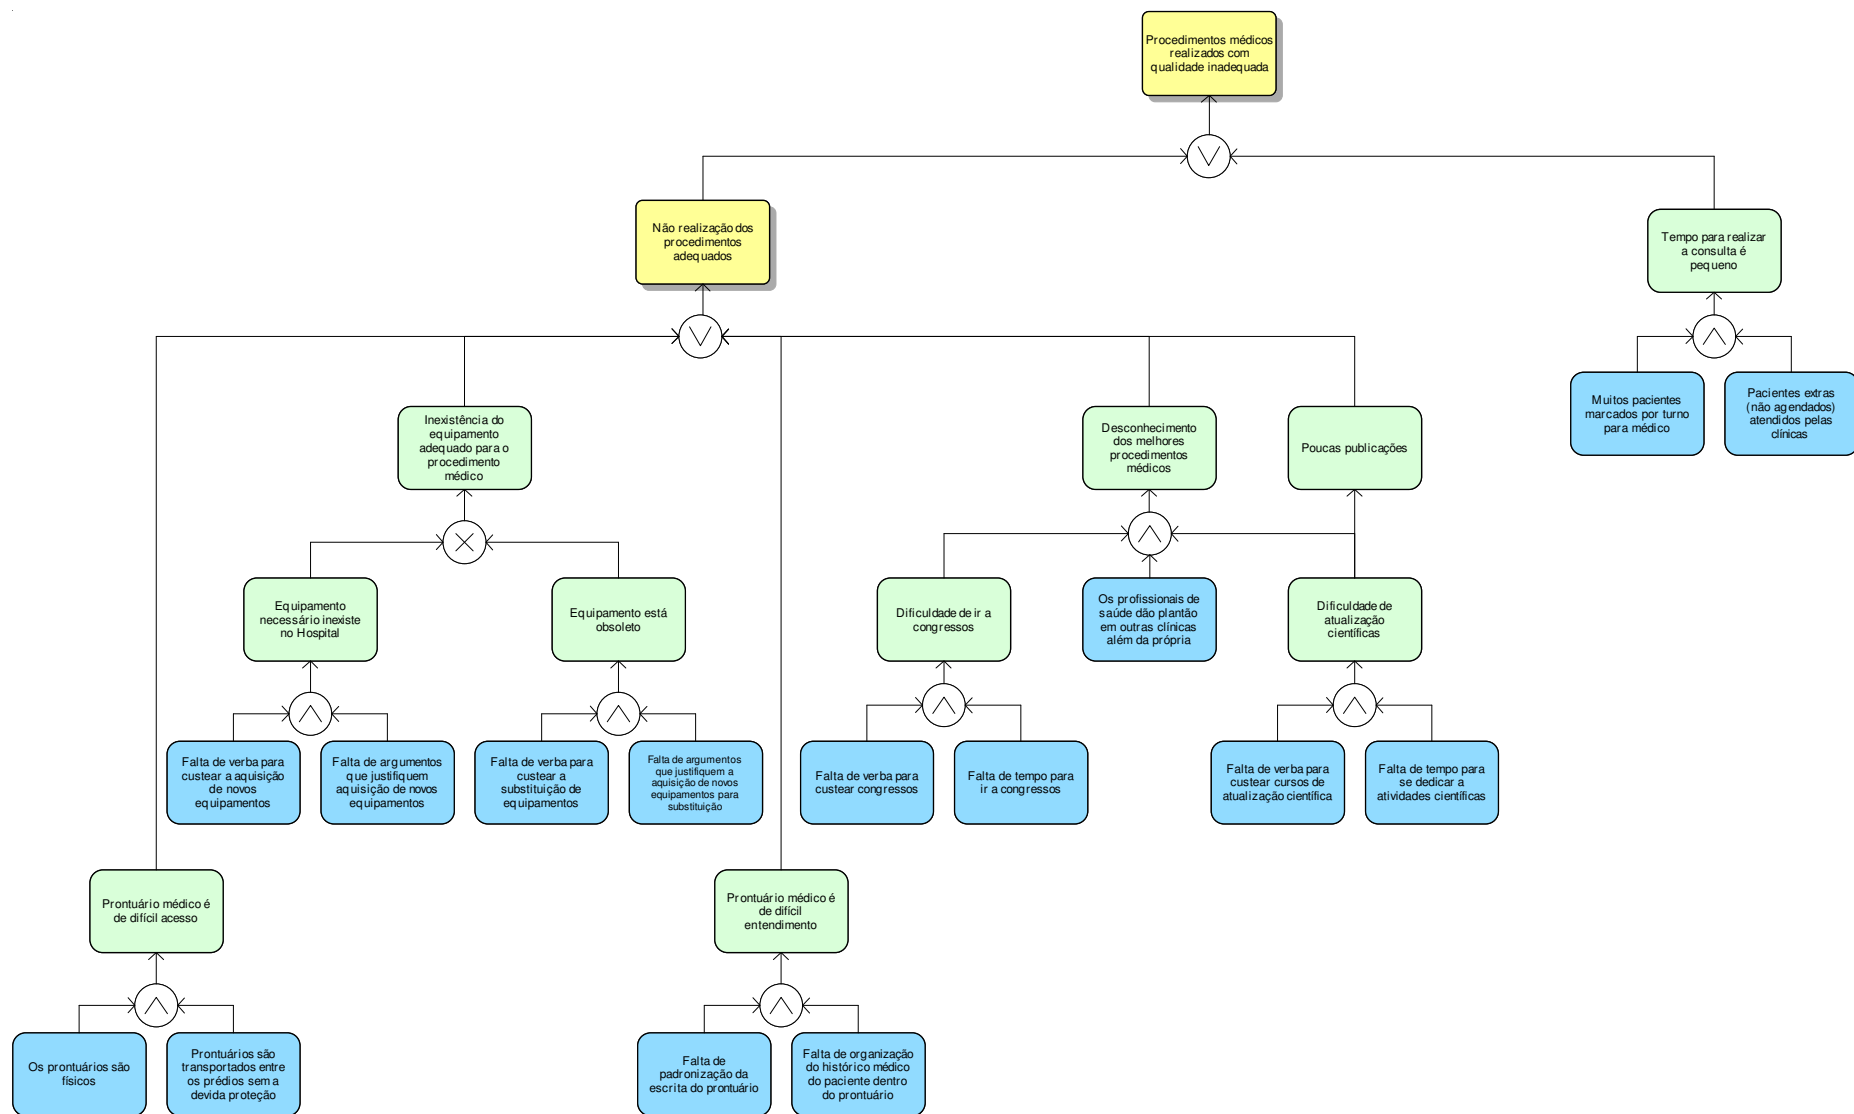 Procedimentos médicos
realizados com
qualidade inadequada
Não realização dos
procedimentos
adequados
Tempo para realizar
a consulta é
pequeno
Muitos pacientes
marcados por turno
para médico
Pacientes extras
(não agendados)
atendidos pelas
clínicas
Inexistência do
equipamento
adequado para o
procedimento
médico
Desconhecimento
dos melhores
procedimentos
médicos
Poucas publicações
Equipamento
necessário inexiste
no Hospital
Equipamento está
obsoleto
Dificuldade de ir a
congressos
Os profissionais de
saúde dão plantão
em outras clínicas
além da própria
Dificuldade de
atualização
científicas
Falta de verba para
custear a aquisição
de novos
equipamentos
Falta de argumentos
que justifiquem
aquisição de novos
equipamentos
Falta de verba para
custear a
substituição de
equipamentos
Falta de argumentos
que justifiquem a
aquisição de novos
equipamentos para
substituição
Falta de verba para
custear congressos
Falta de tempo para
ir a congressos
Falta de verba para
custear cursos de
atualização científica
Falta de tempo para
se dedicar a
atividades científicas
Prontuário médico é
de difícil acesso
Prontuário médico é
de difícil
entendimento
Os prontuários são
físicos
Prontuários são
transportados entre
os prédios sem a
devida proteção
Falta de
padronização da
escrita do prontuário
Falta de organização
do histórico médico
do paciente dentro
do prontuário